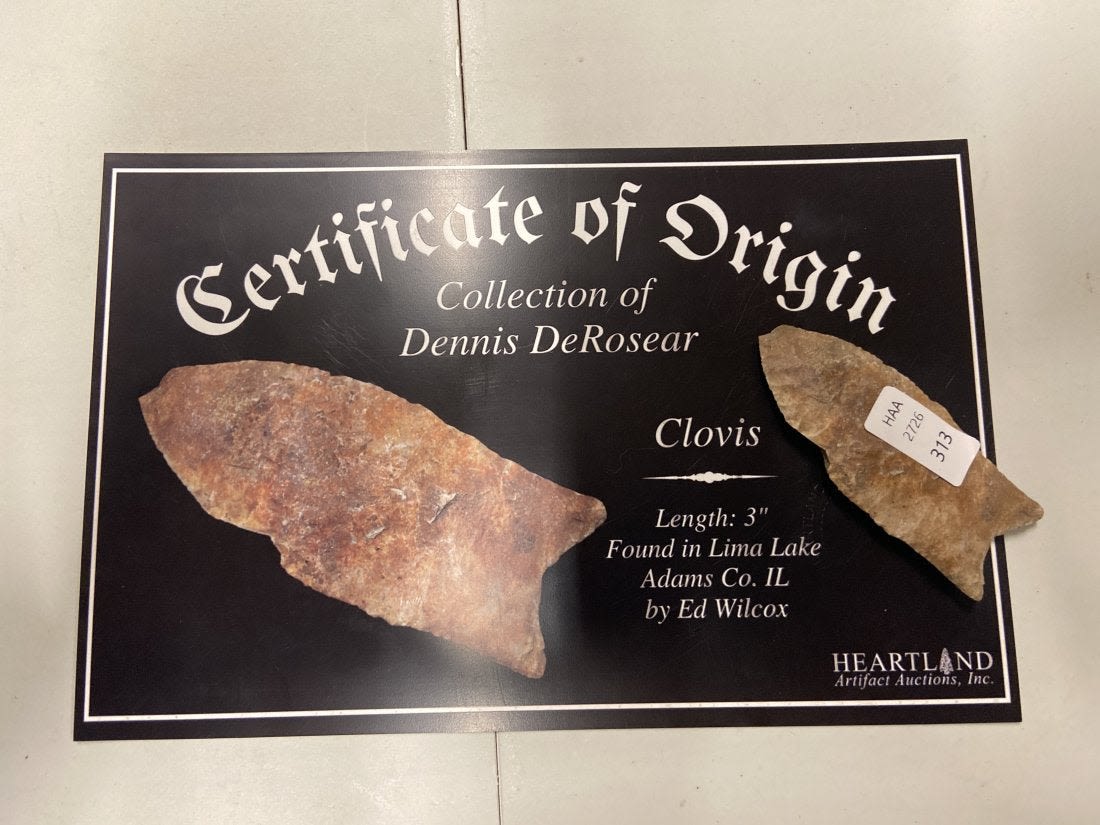 Certificate of Origin
Collection of
Dennis DeRosear
Clovis
Length: 3"
Found in Lima Lake
Adams Co. IL
by Ed Wilcox
HAA
2726
313
HEARTLAND
Artifact Auctions, Inc.